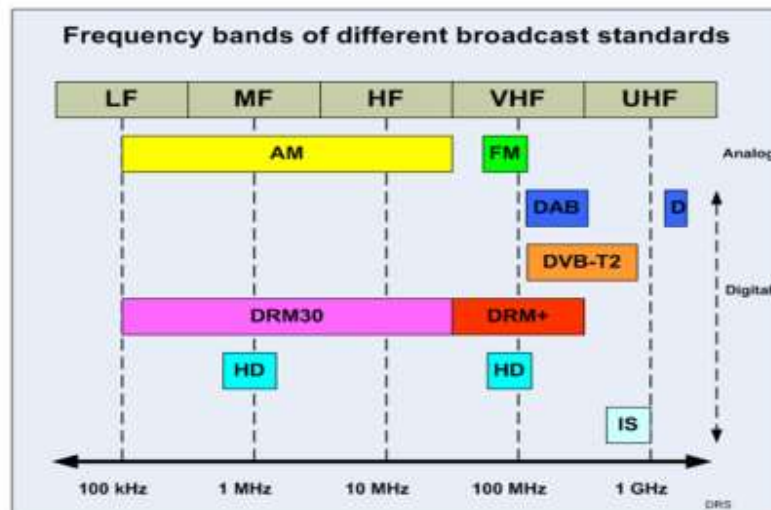 Frequency bands of different broadcast standards
LF MF HF VHF UHF
AM FM Analog
DAB D
DVB-T2
Digital
DRM30 DRM+
HD HD
IS
100 kHz 1 MHz 10 MHz 100 MHz 1 GHz
DRS